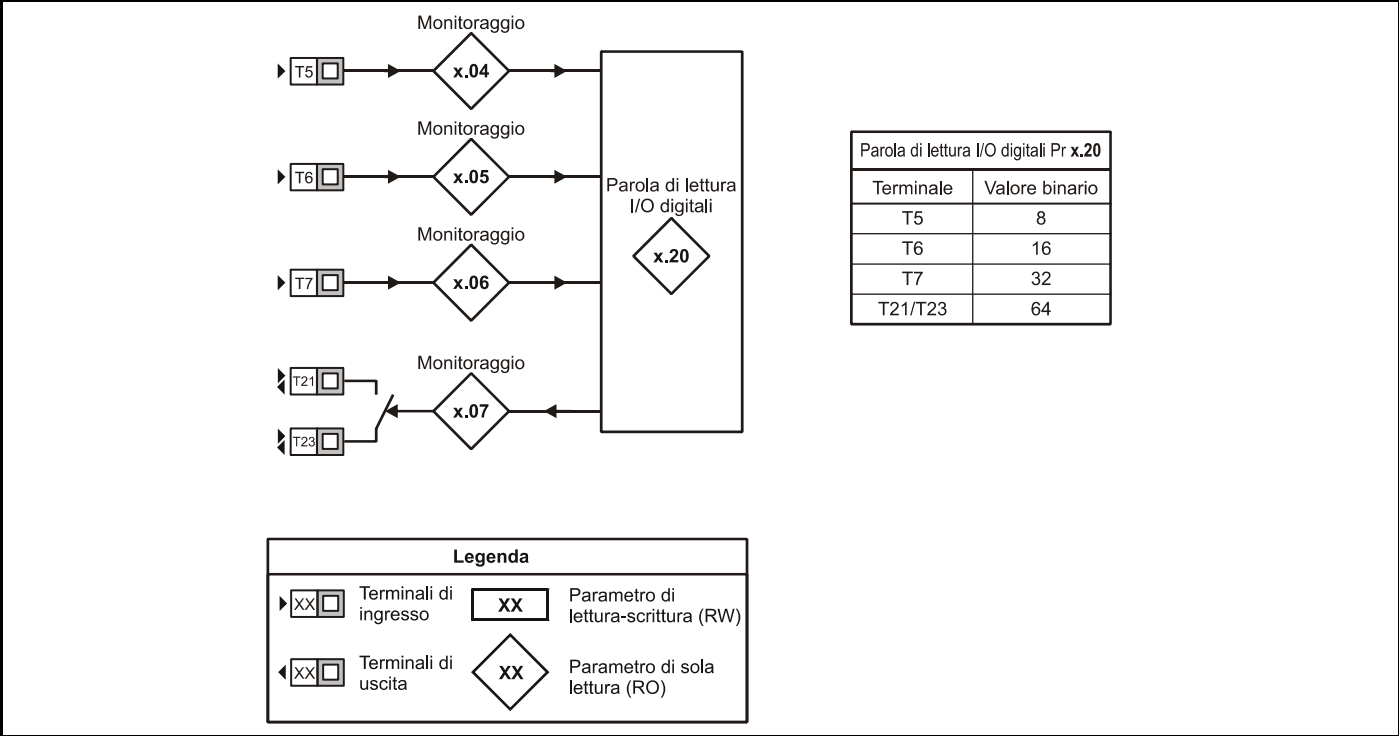 Monitoraggio
T5
x.04
Monitoraggio
T6
x.05
Monitoraggio
T7
x.06
Monitoraggio
T21
T23
x.07
Parola di lettura
I/O digitali
x.20
Parola di lettura I/O digitali Pr x.20
Terminale Valore binario
T5 8
T6 16
T7 32
T21/T23 64
Legenda
XX
Terminali di
ingresso
XX
Parametro di
lettura-scrittura (RW)
XX
Terminali di
uscita
XX
Parametro di sola
lettura (RO)